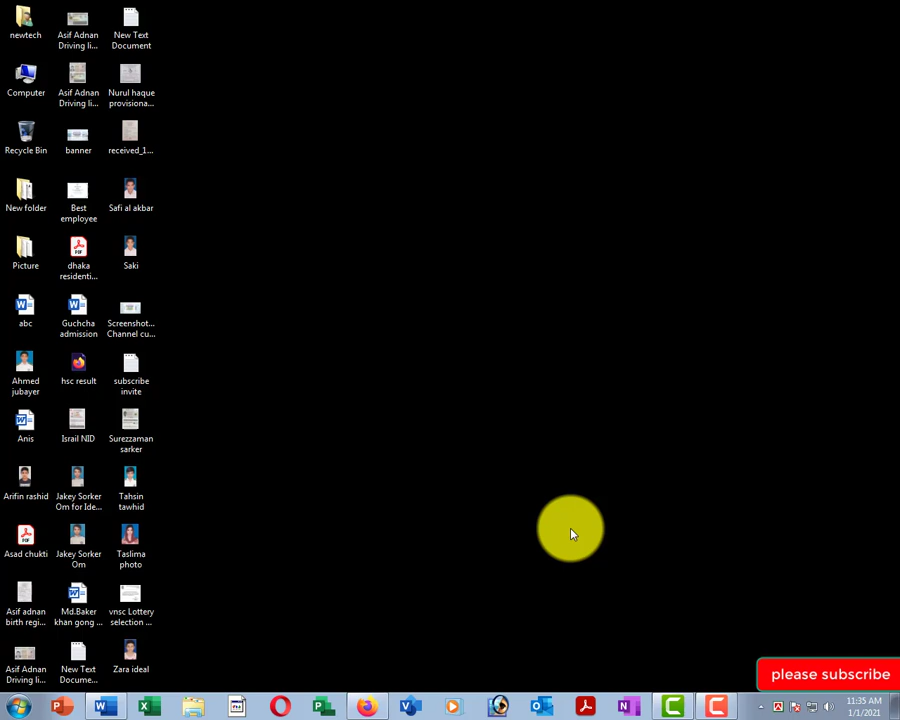 newtech
Asif Adnan
Driving li...
New Text
Document
Computer
Asif Adnan
Driving li...
Nurul haque
provisiona...
Recycle Bin
banner
received_1...
New folder
Best
employee
Safi al akbar
Picture
dhaka
residenti...
Saki
abc
Guchcha
admission
Screenshot...
Channel cu...
Ahmed
jubayer
hsc result
subscribe
invite
Anis
Israil NID
Surezzaman
sarker
Arifin rashid
Jakey Sorker
Om for Ide...
Tahsin
tawhid
Asad chukti
Jakey Sorker
Om
Taslima
photo
Asif adnan
birth regi...
Md.Baker
khan gong ...
vnsc Lottery
selection ...
Asif Adnan
Driving li...
New Text
Docume...
Zara ideal
please subscribe
11:35 AM
1/1/2021